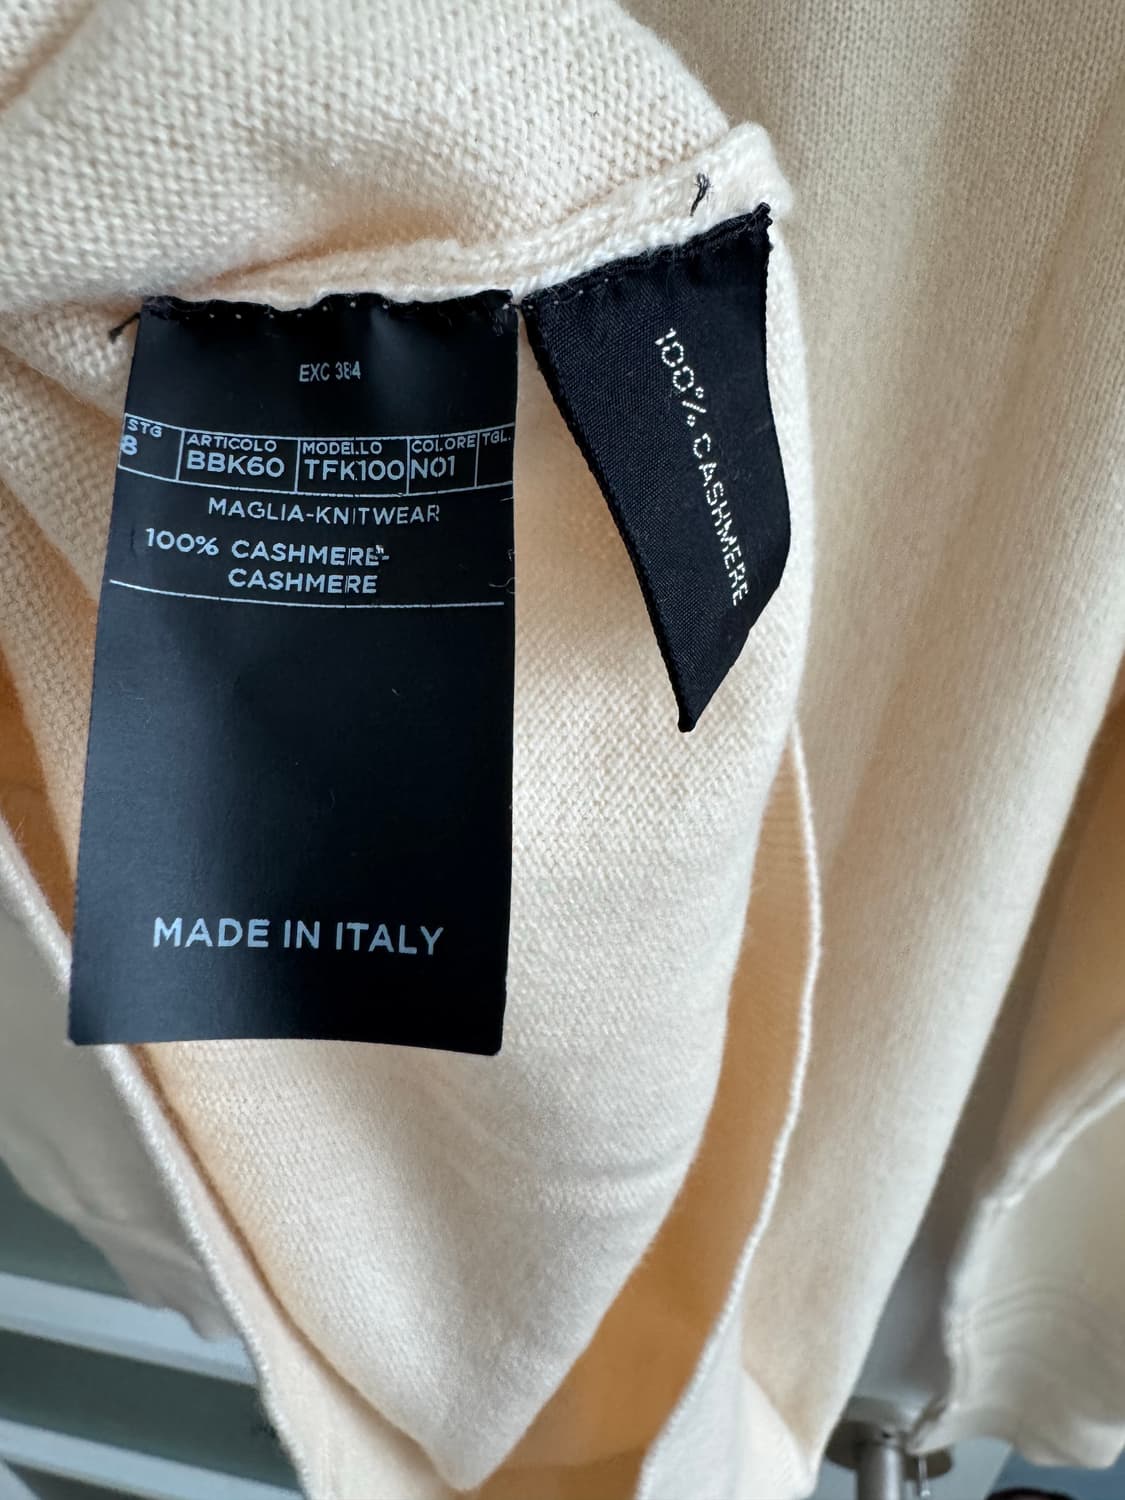 EXC 384
STG ARTICOLO MODELLO COLORE TGL.
8 BBK60 TFK100 N01
MAGLIA-KNITWEAR
100% CASHMERE-
CASHMERE
MADE IN ITALY
100% CASHMERE